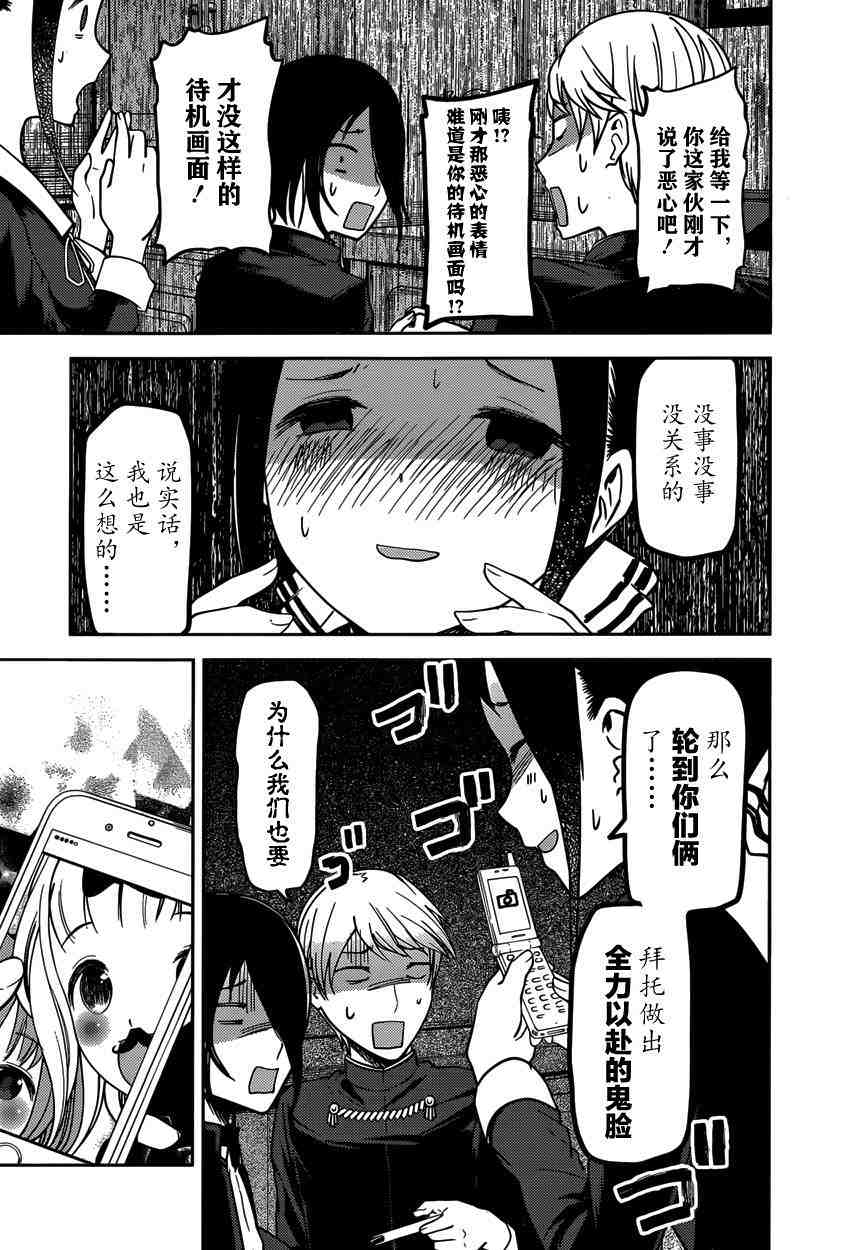 给我等一下，
你这家伙刚才
说了恶心吧！
咦!?
刚才那恶心的表情
难道是你的待机画面吗!?
才没这样的
待机画面！
没事没事
没关系的
说实话，
我也是
这么想的……
那么
轮到你们俩
了……
拜托做出
全力以赴的鬼脸
为什么我们也要
ゴゴゴゴ